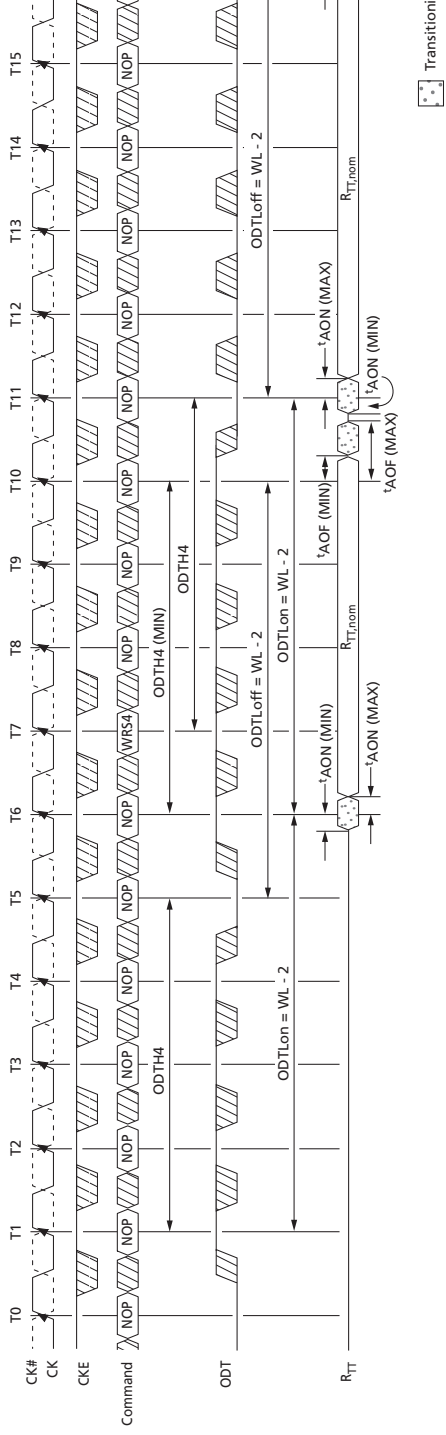 T0 T1 T2 T3 T4 T5 T6 T7 T8 T9 T10 T11 T12 T13 T14 T15
CK#
CK
CKE
Command
NOP NOP NOP NOP NOP NOP NOP WRS4 NOP NOP NOP NOP NOP NOP NOP NOP
ODTH4
ODTH4 (MIN)
ODTH4
ODT
ODTLoff = WL - 2
ODTLoff = WL - 2
ODTLon = WL - 2
ODTLon = WL - 2
tAON (MIN)
tAOF (MIN)
tAON (MAX)
RTT
RTT,nom
RTT,nom
tAON (MAX)
tAON (MIN)
tAOF (MAX)